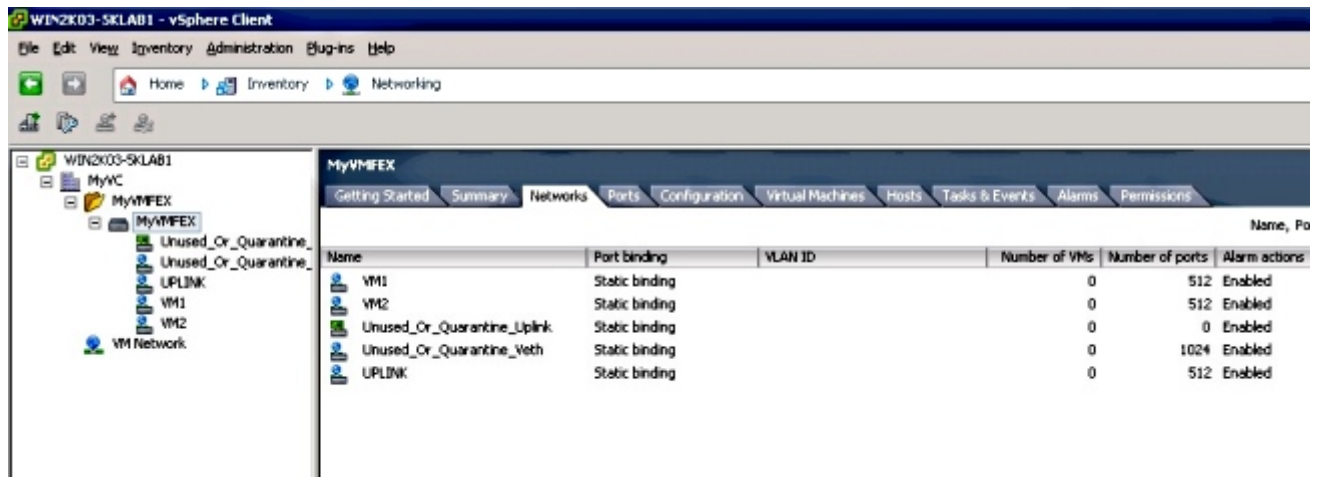 WIN2K03-SKLAB1 - vSphere Client
File Edit View Inventory Administration Plug-ins Help
Home Inventory Networking
WIN2K03-SKLAB1
MyVC
MyVMFEX
MyVMFEX
Unused_Or_Quarantine_
Unused_Or_Quarantine_
UPLINK
VM1
VM2
VM Network
MyVMFEX
Getting Started Summary Networks Ports Configuration Virtual Machines Hosts Tasks & Events Alarms Permissions
Name, Po
Name Port binding VLAN ID Number of VMs Number of ports Alarm actions
VM1 Static binding 0 512 Enabled
VM2 Static binding 0 512 Enabled
Unused_Or_Quarantine_Uplink Static binding 0 0 Enabled
Unused_Or_Quarantine_Veth Static binding 0 1024 Enabled
UPLINK Static binding 0 512 Enabled